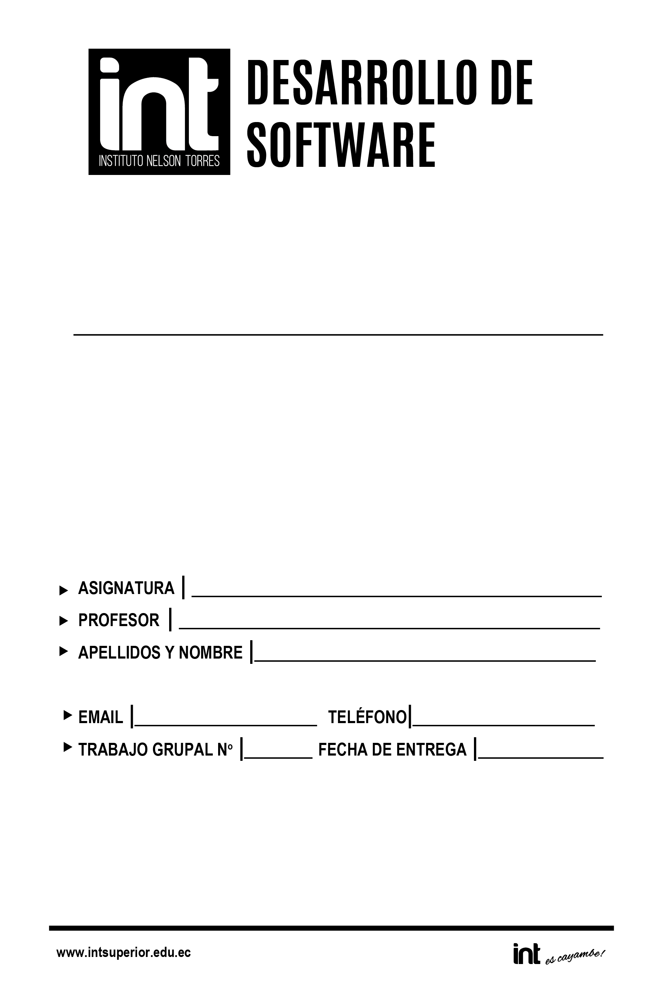 int
INSTITUTO NELSON TORRES
DESARROLLO DE
SOFTWARE
ASIGNATURA
PROFESOR
APELLIDOS Y NOMBRE
EMAIL TELÉFONO
TRABAJO GRUPAL Nº FECHA DE ENTREGA
www.intsuperior.edu.ec
int es cayambe!